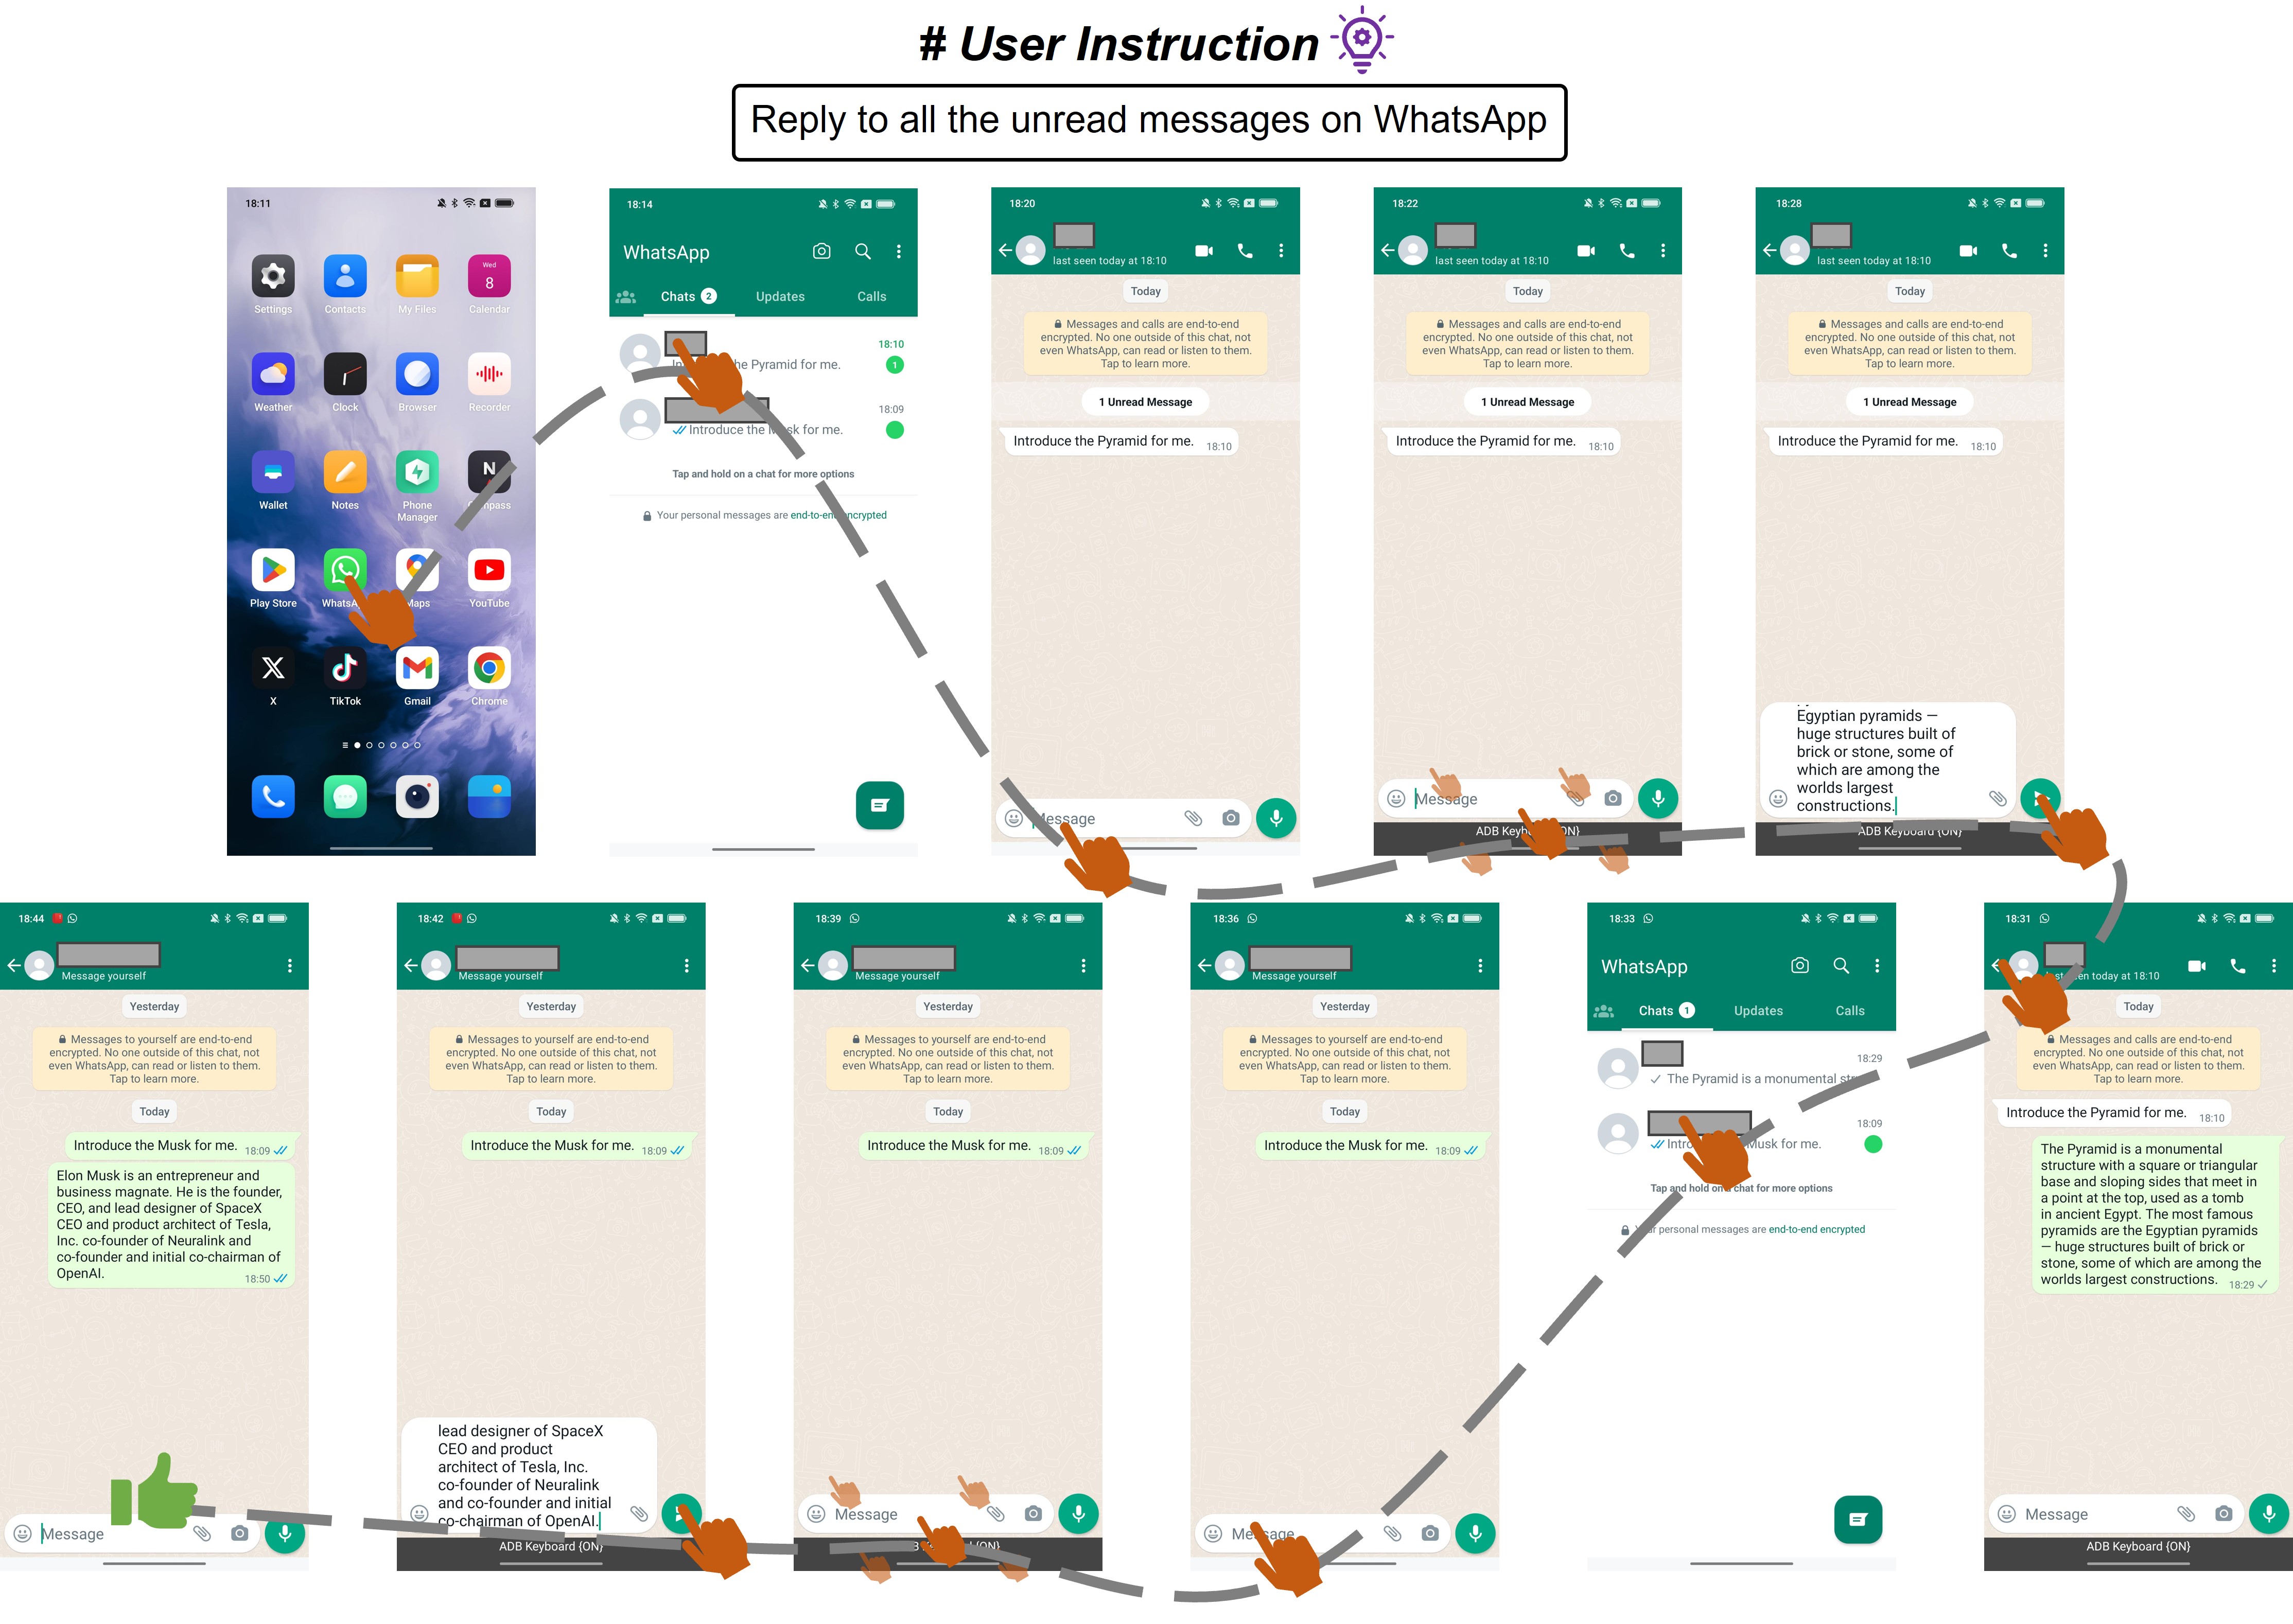 # User Instruction
Reply to all the unread messages on WhatsApp
18:11
Wed
8
Settings
Contacts
My Files
Calendar
Weather
Clock
Browser
Recorder
N
Wallet
Notes
Phone
Manager
Play Store
Maps
YouTube
X
TikTok
Gmail
Chrome
18:14
WhatsApp
Chats 2
Updates
Calls
18:10
he Pyramid for me.
1
18:09
Introduce the Musk for me.
Tap and hold on a chat for more options
Your personal messages are end-to-end encrypted
18:20
last seen today at 18:10
Today
Messages and calls are end-to-end
encrypted. No one outside of this chat, not
even WhatsApp, can read or listen to them.
Tap to learn more.
1 Unread Message
Introduce the Pyramid for me. 18:10
Message
18:22
last seen today at 18:10
Today
Messages and calls are end-to-end
encrypted. No one outside of this chat, not
even WhatsApp, can read or listen to them.
Tap to learn more.
1 Unread Message
Introduce the Pyramid for me. 18:10
Message
ADB Keyboard {ON}
18:28
last seen today at 18:10
Today
Messages and calls are end-to-end
encrypted. No one outside of this chat, not
even WhatsApp, can read or listen to them.
Tap to learn more.
1 Unread Message
Introduce the Pyramid for me. 18:10
Egyptian pyramids —
huge structures built of
brick or stone, some of
which are among the
worlds largest
constructions.
ADB Keyboard {ON}
18:44
Message yourself
Yesterday
Messages to yourself are end-to-end
encrypted. No one outside of this chat, not
even WhatsApp, can read or listen to them.
Tap to learn more.
Today
Introduce the Musk for me. 18:09
Elon Musk is an entrepreneur and
business magnate. He is the founder,
CEO, and lead designer of SpaceX
CEO and product architect of Tesla,
Inc. co-founder of Neuralink and
co-founder and initial co-chairman of
OpenAI.
18:50
Message
18:42
Message yourself
Yesterday
Messages to yourself are end-to-end
encrypted. No one outside of this chat, not
even WhatsApp, can read or listen to them.
Tap to learn more.
Today
Introduce the Musk for me. 18:09
lead designer of SpaceX
CEO and product
architect of Tesla, Inc.
co-founder of Neuralink
and co-founder and initial
co-chairman of OpenAI.
ADB Keyboard {ON}
18:39
Message yourself
Yesterday
Messages to yourself are end-to-end
encrypted. No one outside of this chat, not
even WhatsApp, can read or listen to them.
Tap to learn more.
Today
Introduce the Musk for me. 18:09
Message
18:36
Message yourself
Yesterday
Messages to yourself are end-to-end
encrypted. No one outside of this chat, not
even WhatsApp, can read or listen to them.
Tap to learn more.
Today
Introduce the Musk for me. 18:09
Message
18:33
WhatsApp
Chats 1
Updates
Calls
18:29
The Pyramid is a monumental
18:09
Musk for me.
Tap and hold on a chat for more options
Your personal messages are end-to-end encrypted
18:31
last seen today at 18:10
Today
Messages and calls are end-to-end
encrypted. No one outside of this chat, not
even WhatsApp, can read or listen to them.
Tap to learn more.
Introduce the Pyramid for me. 18:10
The Pyramid is a monumental
structure with a square or triangular
base and sloping sides that meet in
a point at the top, used as a tomb
in ancient Egypt. The most famous
pyramids are the Egyptian pyramids
— huge structures built of brick or
stone, some of which are among the
worlds largest constructions. 18:29
Message
ADB Keyboard {ON}